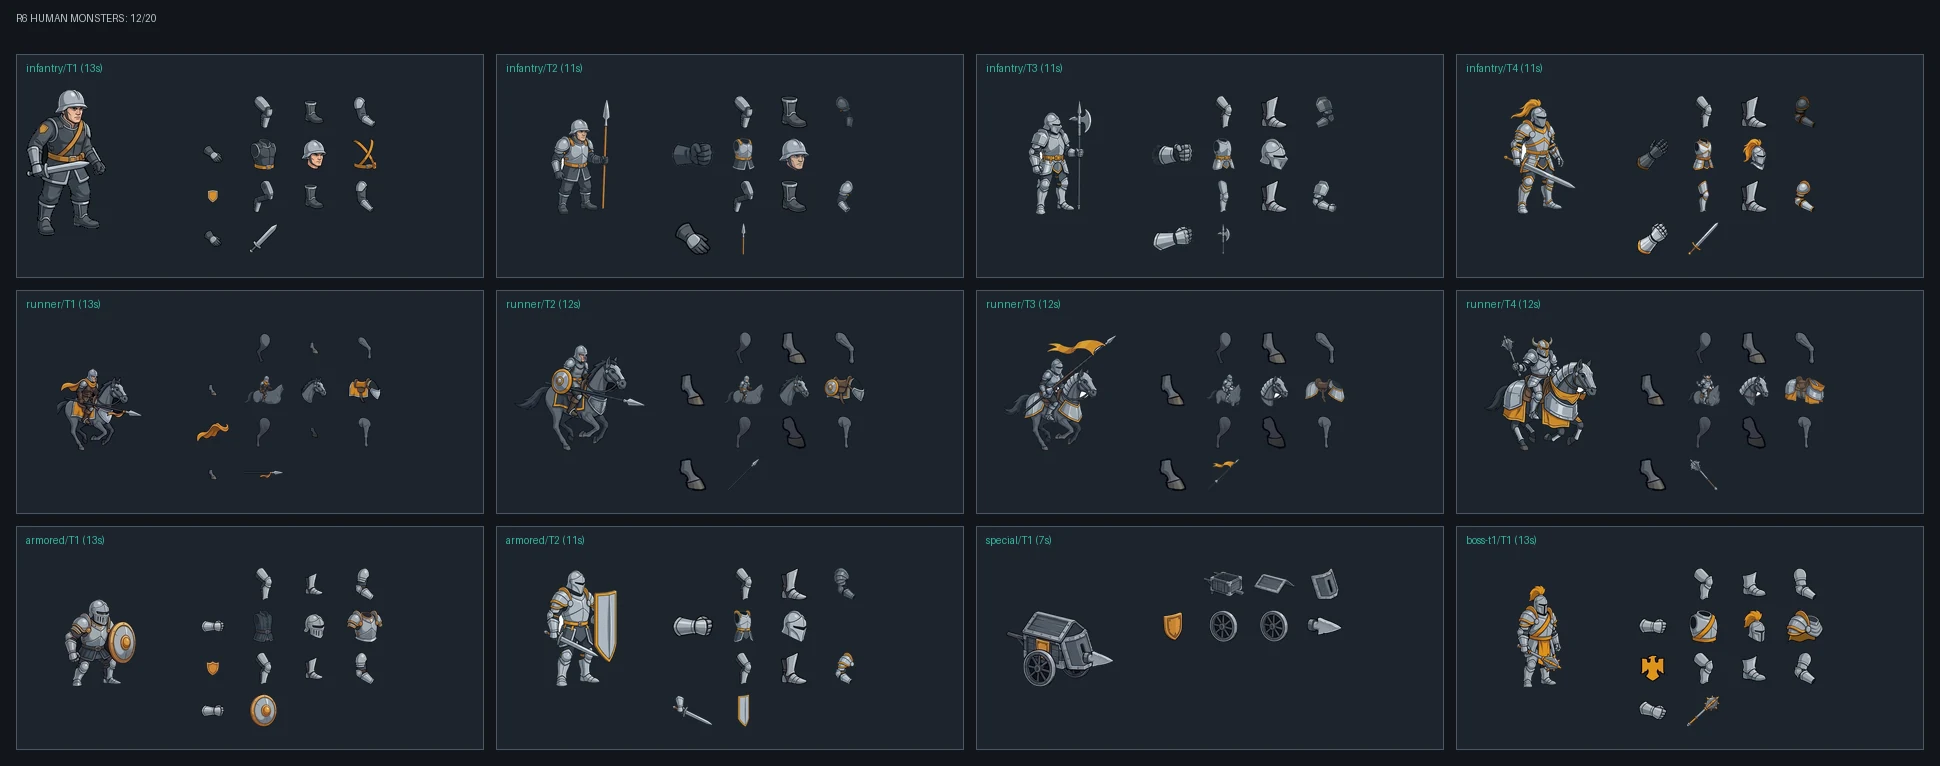 R6 HUMAN MONSTERS: 12/20
infantry/T1 (13s)
infantry/T2 (11s)
infantry/T3 (11s)
infantry/T4 (11s)
runner/T1 (13s)
runner/T2 (12s)
runner/T3 (12s)
runner/T4 (12s)
armored/T1 (13s)
armored/T2 (11s)
special/T1 (7s)
boss-t1/T1 (13s)